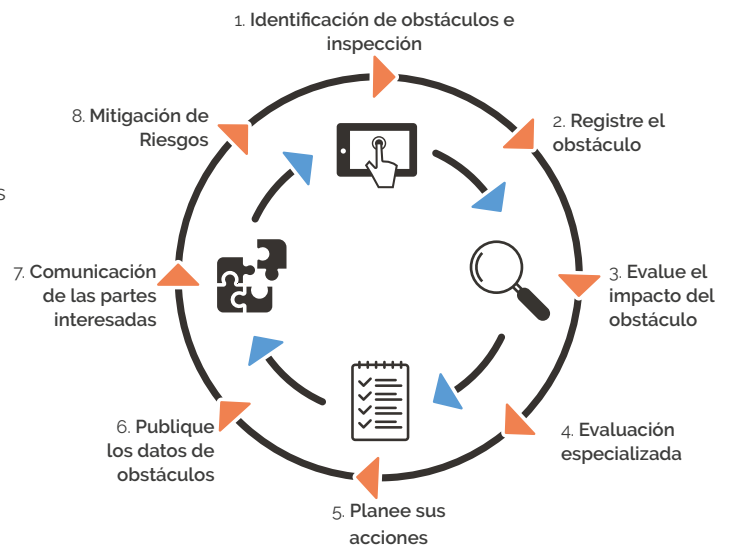 1. Identificación de obstáculos e
inspección
2. Registre el
obstáculo
3. Evalue el
impacto del
obstáculo
4. Evaluación
especializada
5. Planee sus
acciones
6. Publique
los datos de
obstáculos
7. Comunicación
de las partes
interesadas
8. Mitigación de
Riesgos
s